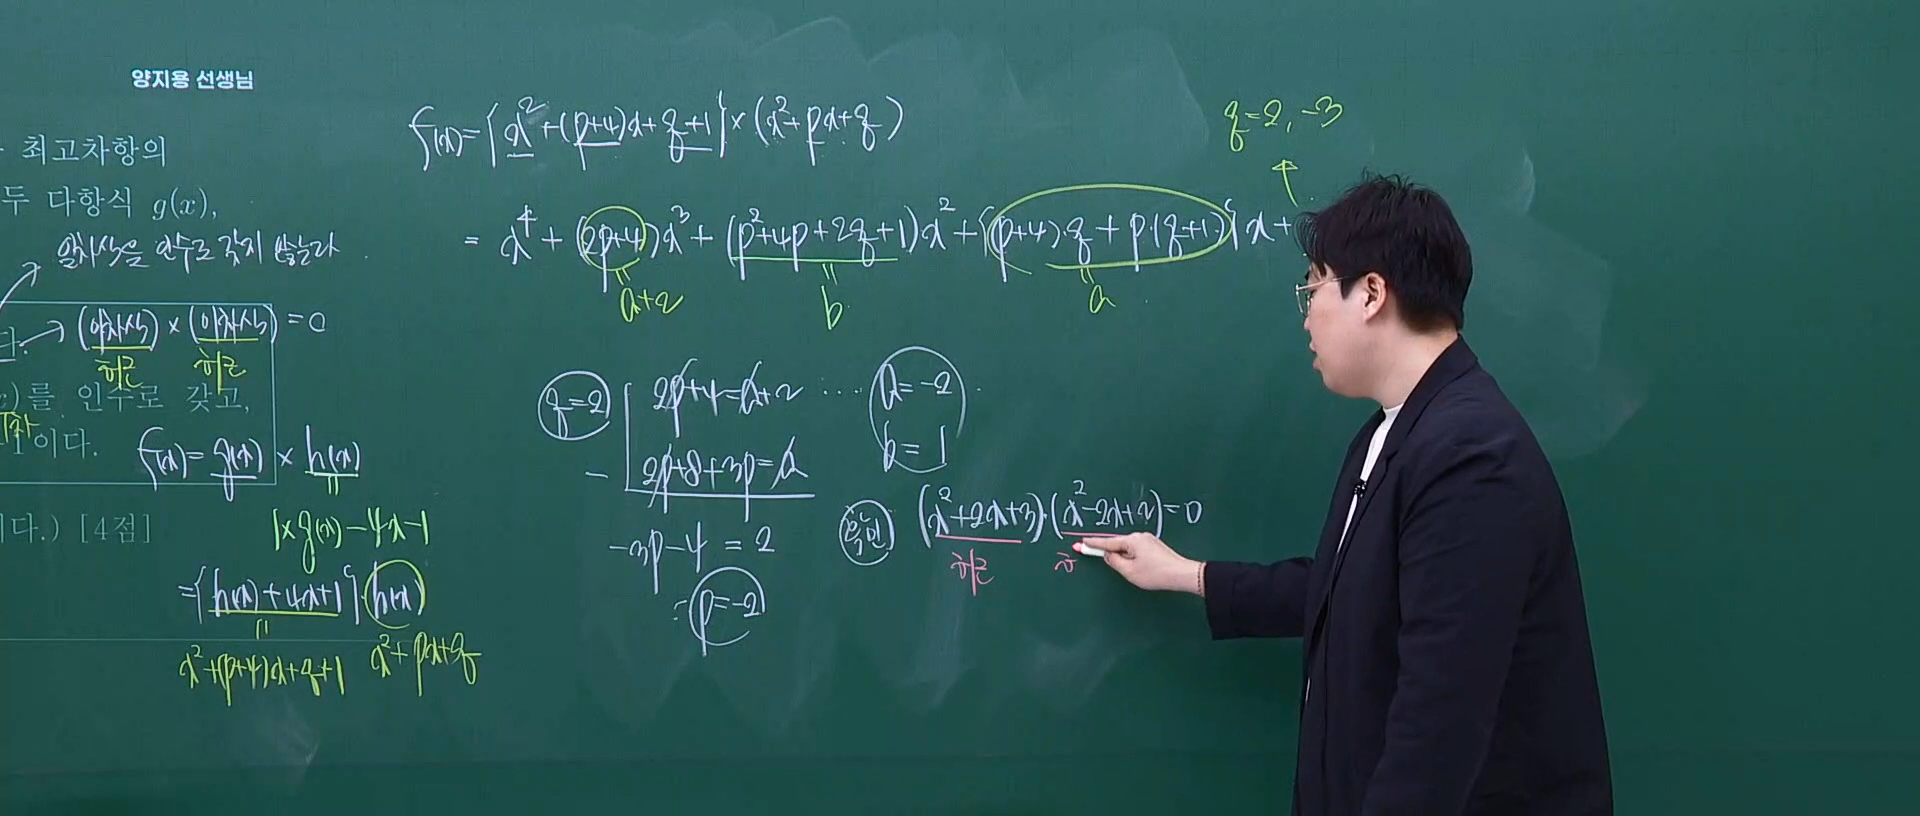 양지용 선생님
최고차항의
두 다항식 g(x),
일차식을 인수로 갖지 않는다
(이차식)×(이차식)=0
허근 허근
를 인수로 갖고,
이다.
f(x)=g(x)×h(x)
1×g(x)-4x-1
={h(x)+4x+1}·h(x)
x²+(p+4)x+q+1 x²+px+q
다.) [4점]
f(x)={x²+(p+4)x+q+1}×(x²+px+q)
q=2, -3
=x⁴+(2p+4)x³+(p²+4p+2q+1)x²+{(p+4)·q+p·(q+1)}x+
a+2 b a
q=2
2p+4=a+2 ···· a=-2
b=1
- 2p+8+3p=a
-3p-4=2
p=-2
확인 (x²+2x+3)·(x²-2x+2)=0
허근